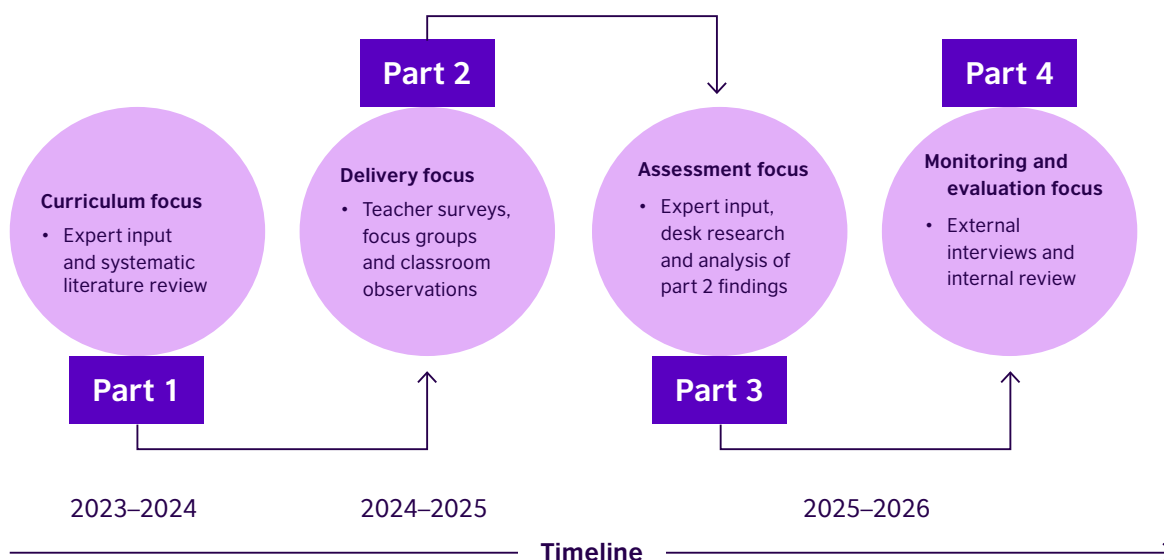 Part 1
Curriculum focus
• Expert input
and systematic
literature review
Part 2
Delivery focus
• Teacher surveys,
focus groups
and classroom
observations
Part 3
Assessment focus
• Expert input,
desk research
and analysis of
part 2 findings
Part 4
Monitoring and
evaluation focus
• External
interviews and
internal review
2023–2024
2024–2025
2025–2026
Timeline